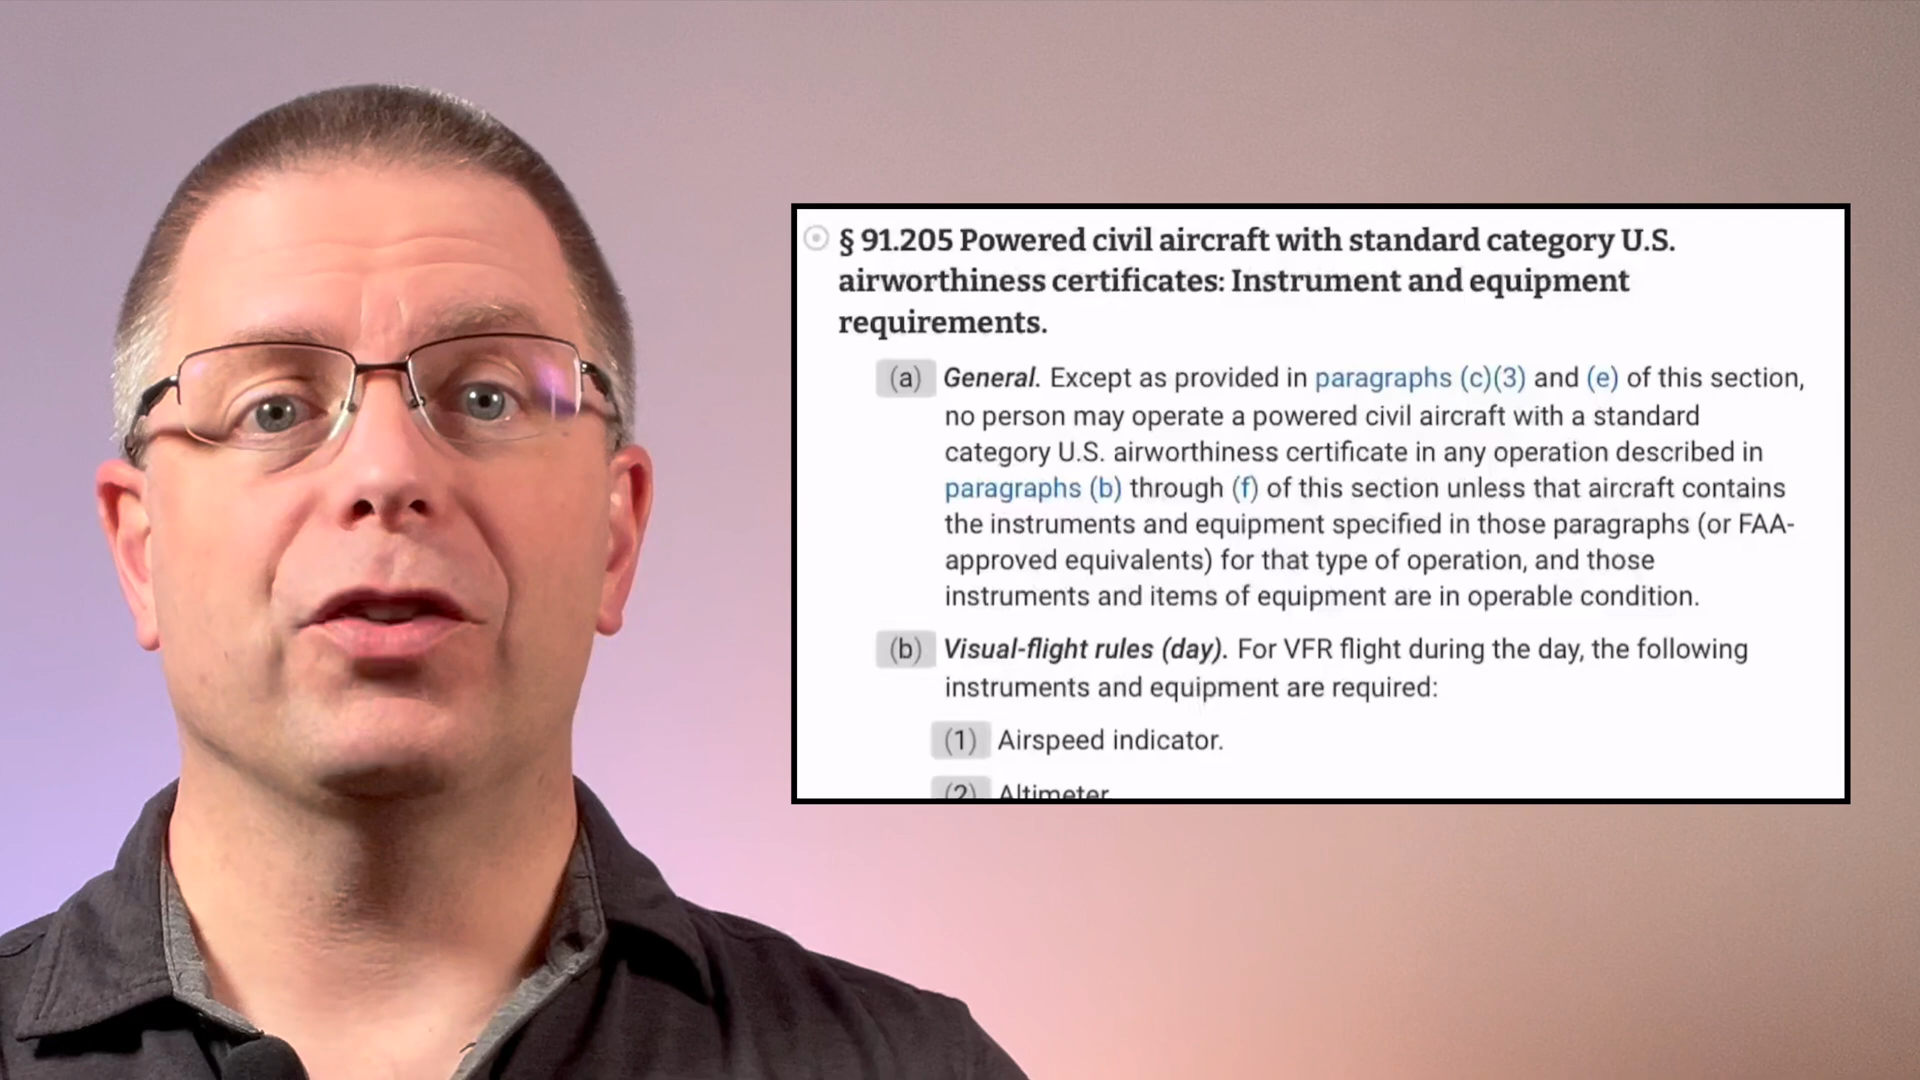 § 91.205 Powered civil aircraft with standard category U.S.
airworthiness certificates: Instrument and equipment
requirements.
(a) General. Except as provided in paragraphs (c)(3) and (e) of this section,
no person may operate a powered civil aircraft with a standard
category U.S. airworthiness certificate in any operation described in
paragraphs (b) through (f) of this section unless that aircraft contains
the instruments and equipment specified in those paragraphs (or FAA-
approved equivalents) for that type of operation, and those
instruments and items of equipment are in operable condition.
(b) Visual-flight rules (day). For VFR flight during the day, the following
instruments and equipment are required:
(1) Airspeed indicator.
(2) Altimeter